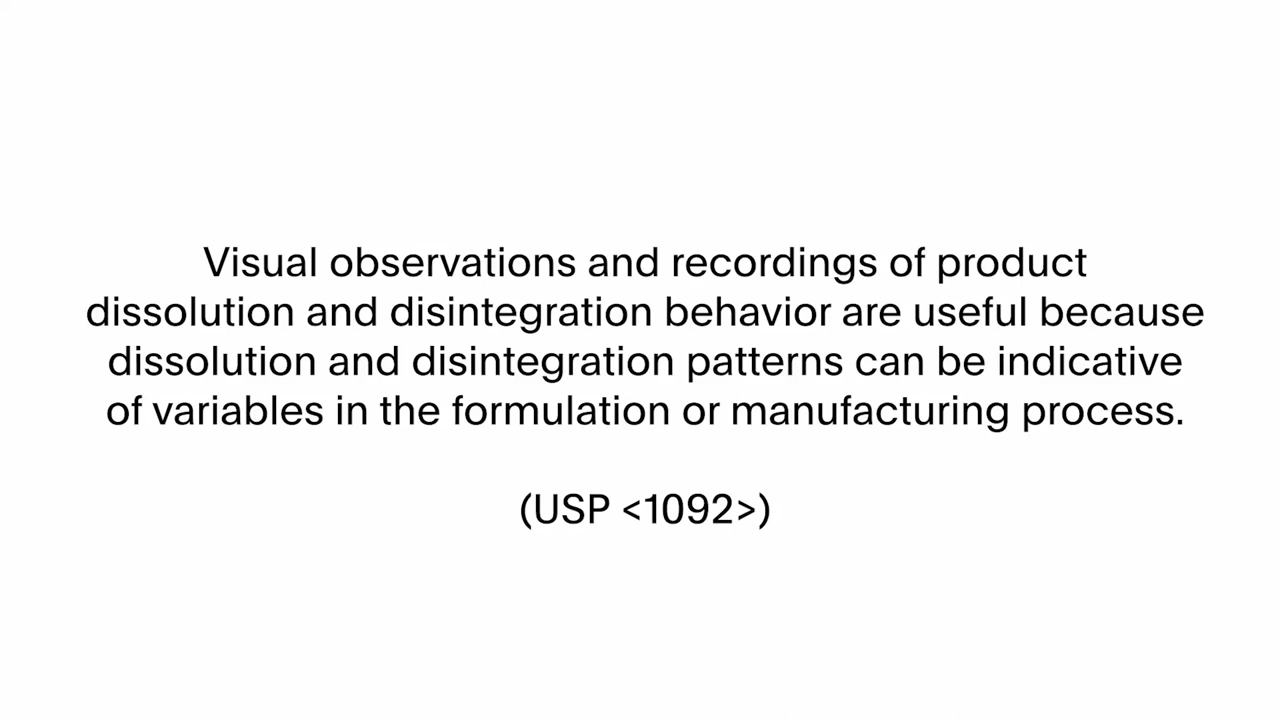 Visual observations and recordings of product
dissolution and disintegration behavior are useful because
dissolution and disintegration patterns can be indicative
of variables in the formulation or manufacturing process.
(USP <1092>)